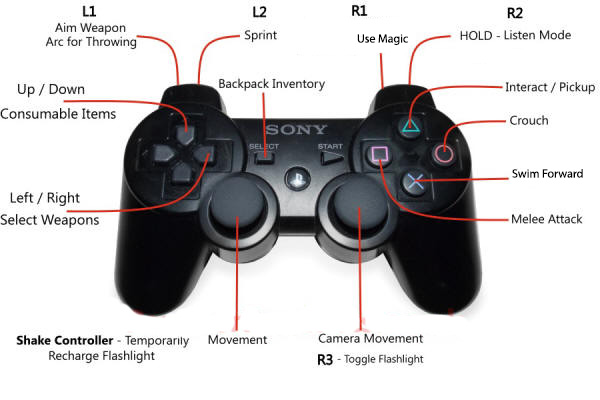 L1
L2
R1
R2
Aim Weapon
Arc for Throwing
Sprint
Use Magic
HOLD - Listen Mode
Up / Down
Consumable Items
Backpack Inventory
Interact / Pickup
Crouch
SONY
SELECT
START
Swim Forward
Left / Right
Select Weapons
Melee Attack
Shake Controller - Temporarily
Recharge Flashlight
Movement
Camera Movement
R3 - Toggle Flashlight